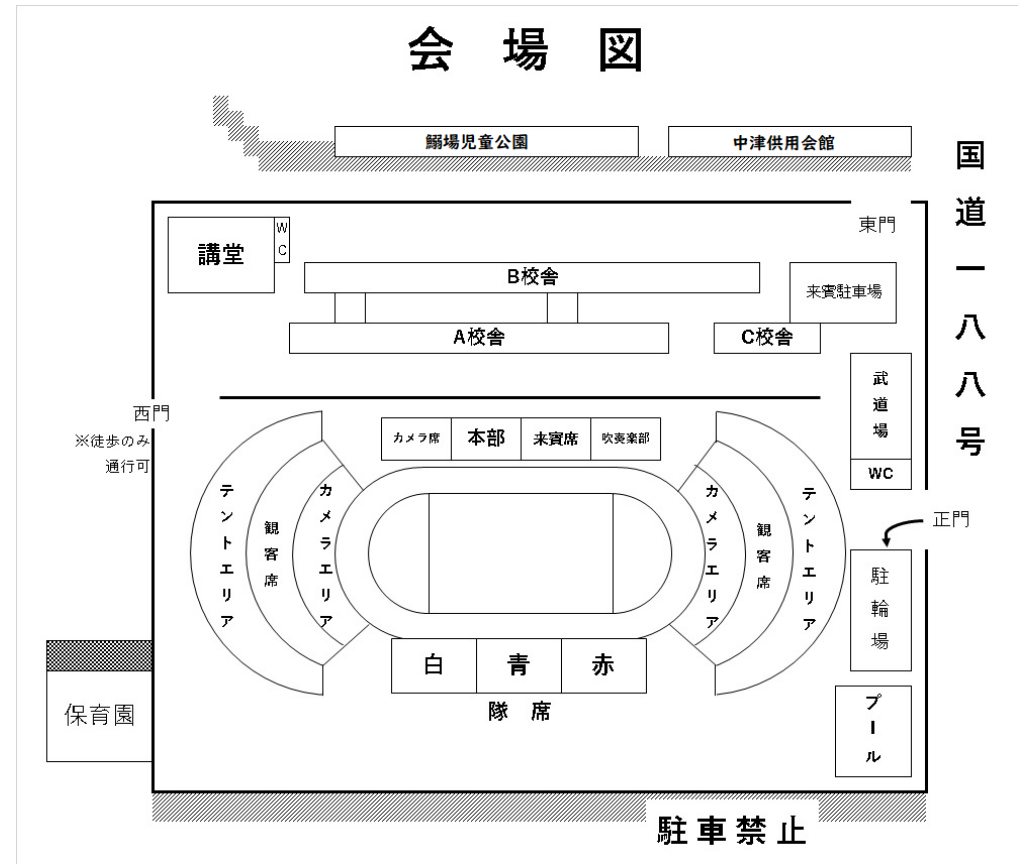 会場図
鰯場児童公園
中津供用会館
国道一八八号
東門
講堂
WC
B校舎
来賓駐車場
A校舎
C校舎
武道場
WC
西門
※徒歩のみ
通行可
カメラ席
本部
来賓席
吹奏楽部
テントエリア
観客席
カメラエリア
カメラエリア
観客席
テントエリア
正門
駐輪場
白
青
赤
隊席
プール
保育園
駐車禁止